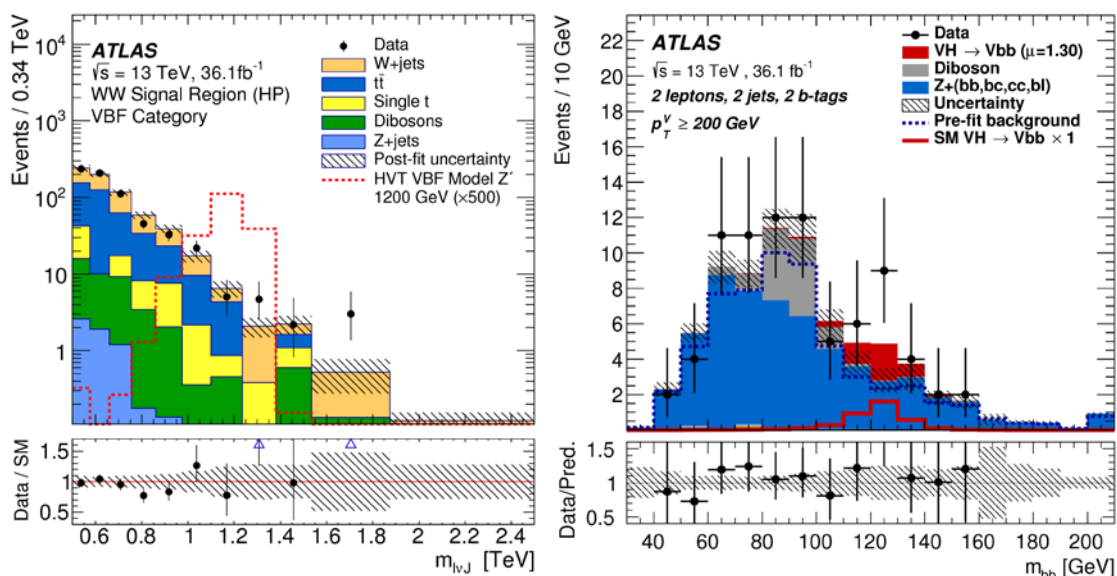 ATLAS
√s = 13 TeV , 36.1 fb⁻¹
WW Signal Region (HP)
VBF Category
Data
W+jets
tt̄
Single t
Dibosons
Z+jets
Post-fit uncertainty
HVT VBF Model Z′
1200 GeV (×500)
Events / 0.34 TeV
10⁴
10³
10²
10
1
Data / SM
1.5
1
0.5
0.6 0.8 1 1.2 1.4 1.6 1.8 2 2.2 2.4
m_lνJ [TeV]
ATLAS
√s = 13 TeV , 36.1 fb⁻¹
2 leptons, 2 jets, 2 b-tags
p_T^V ≥ 200 GeV
Data
VH → Vbb (μ=1.30)
Diboson
Z+(bb,bc,cc,bl)
Uncertainty
Pre-fit background
SM VH → Vbb × 1
Events / 10 GeV
22
20
18
16
14
12
10
8
6
4
2
Data/Pred.
1.5
1
0.5
40 60 80 100 120 140 160 180 200
m_bb [GeV]